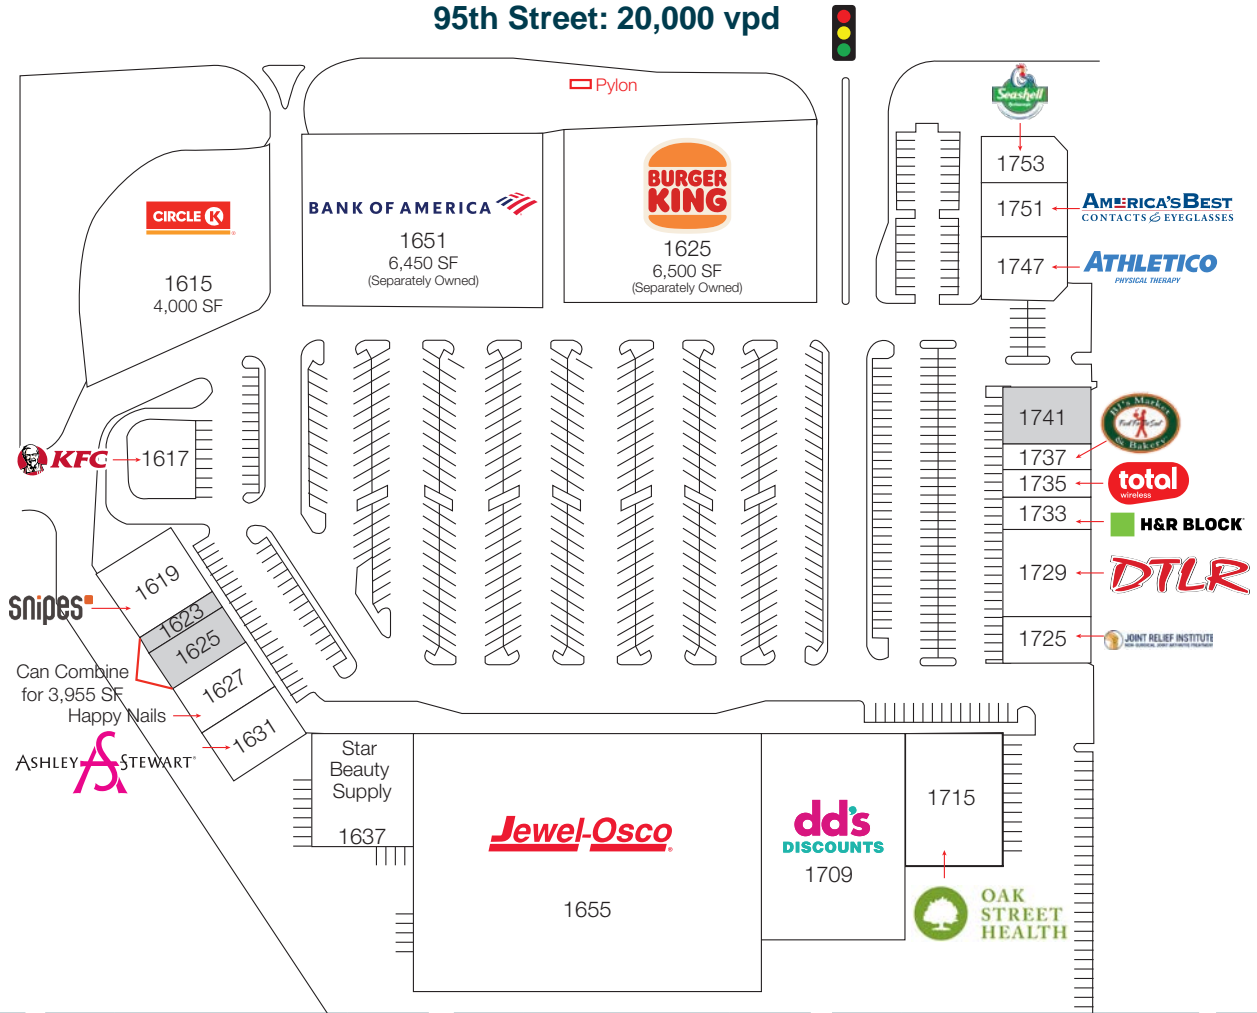 95th Street: 20,000 vpd
Pylon
Seashell
1753
BURGER
KING
1625
6,500 SF
(Separately Owned)
BANK OF AMERICA
1651
6,450 SF
(Separately Owned)
CIRCLE K
1615
4,000 SF
1751
AMERICA'S BEST
CONTACTS & EYEGLASSES
1747
ATHLETICO
PHYSICAL THERAPY
1741
BJ's Market
& Bakery
1737
1735
total
wireless
1733
H&R BLOCK
1729
DTLR
1725
JOINT RELIEF INSTITUTE
KFC
1617
1619
snipes
1623
1625
Can Combine
for 3,955 SF
1627
Happy Nails
1631
ASHLEY AS STEWART
Star
Beauty
Supply
1637
Jewel-Osco
1655
dd's
DISCOUNTS
1709
1715
OAK
STREET
HEALTH